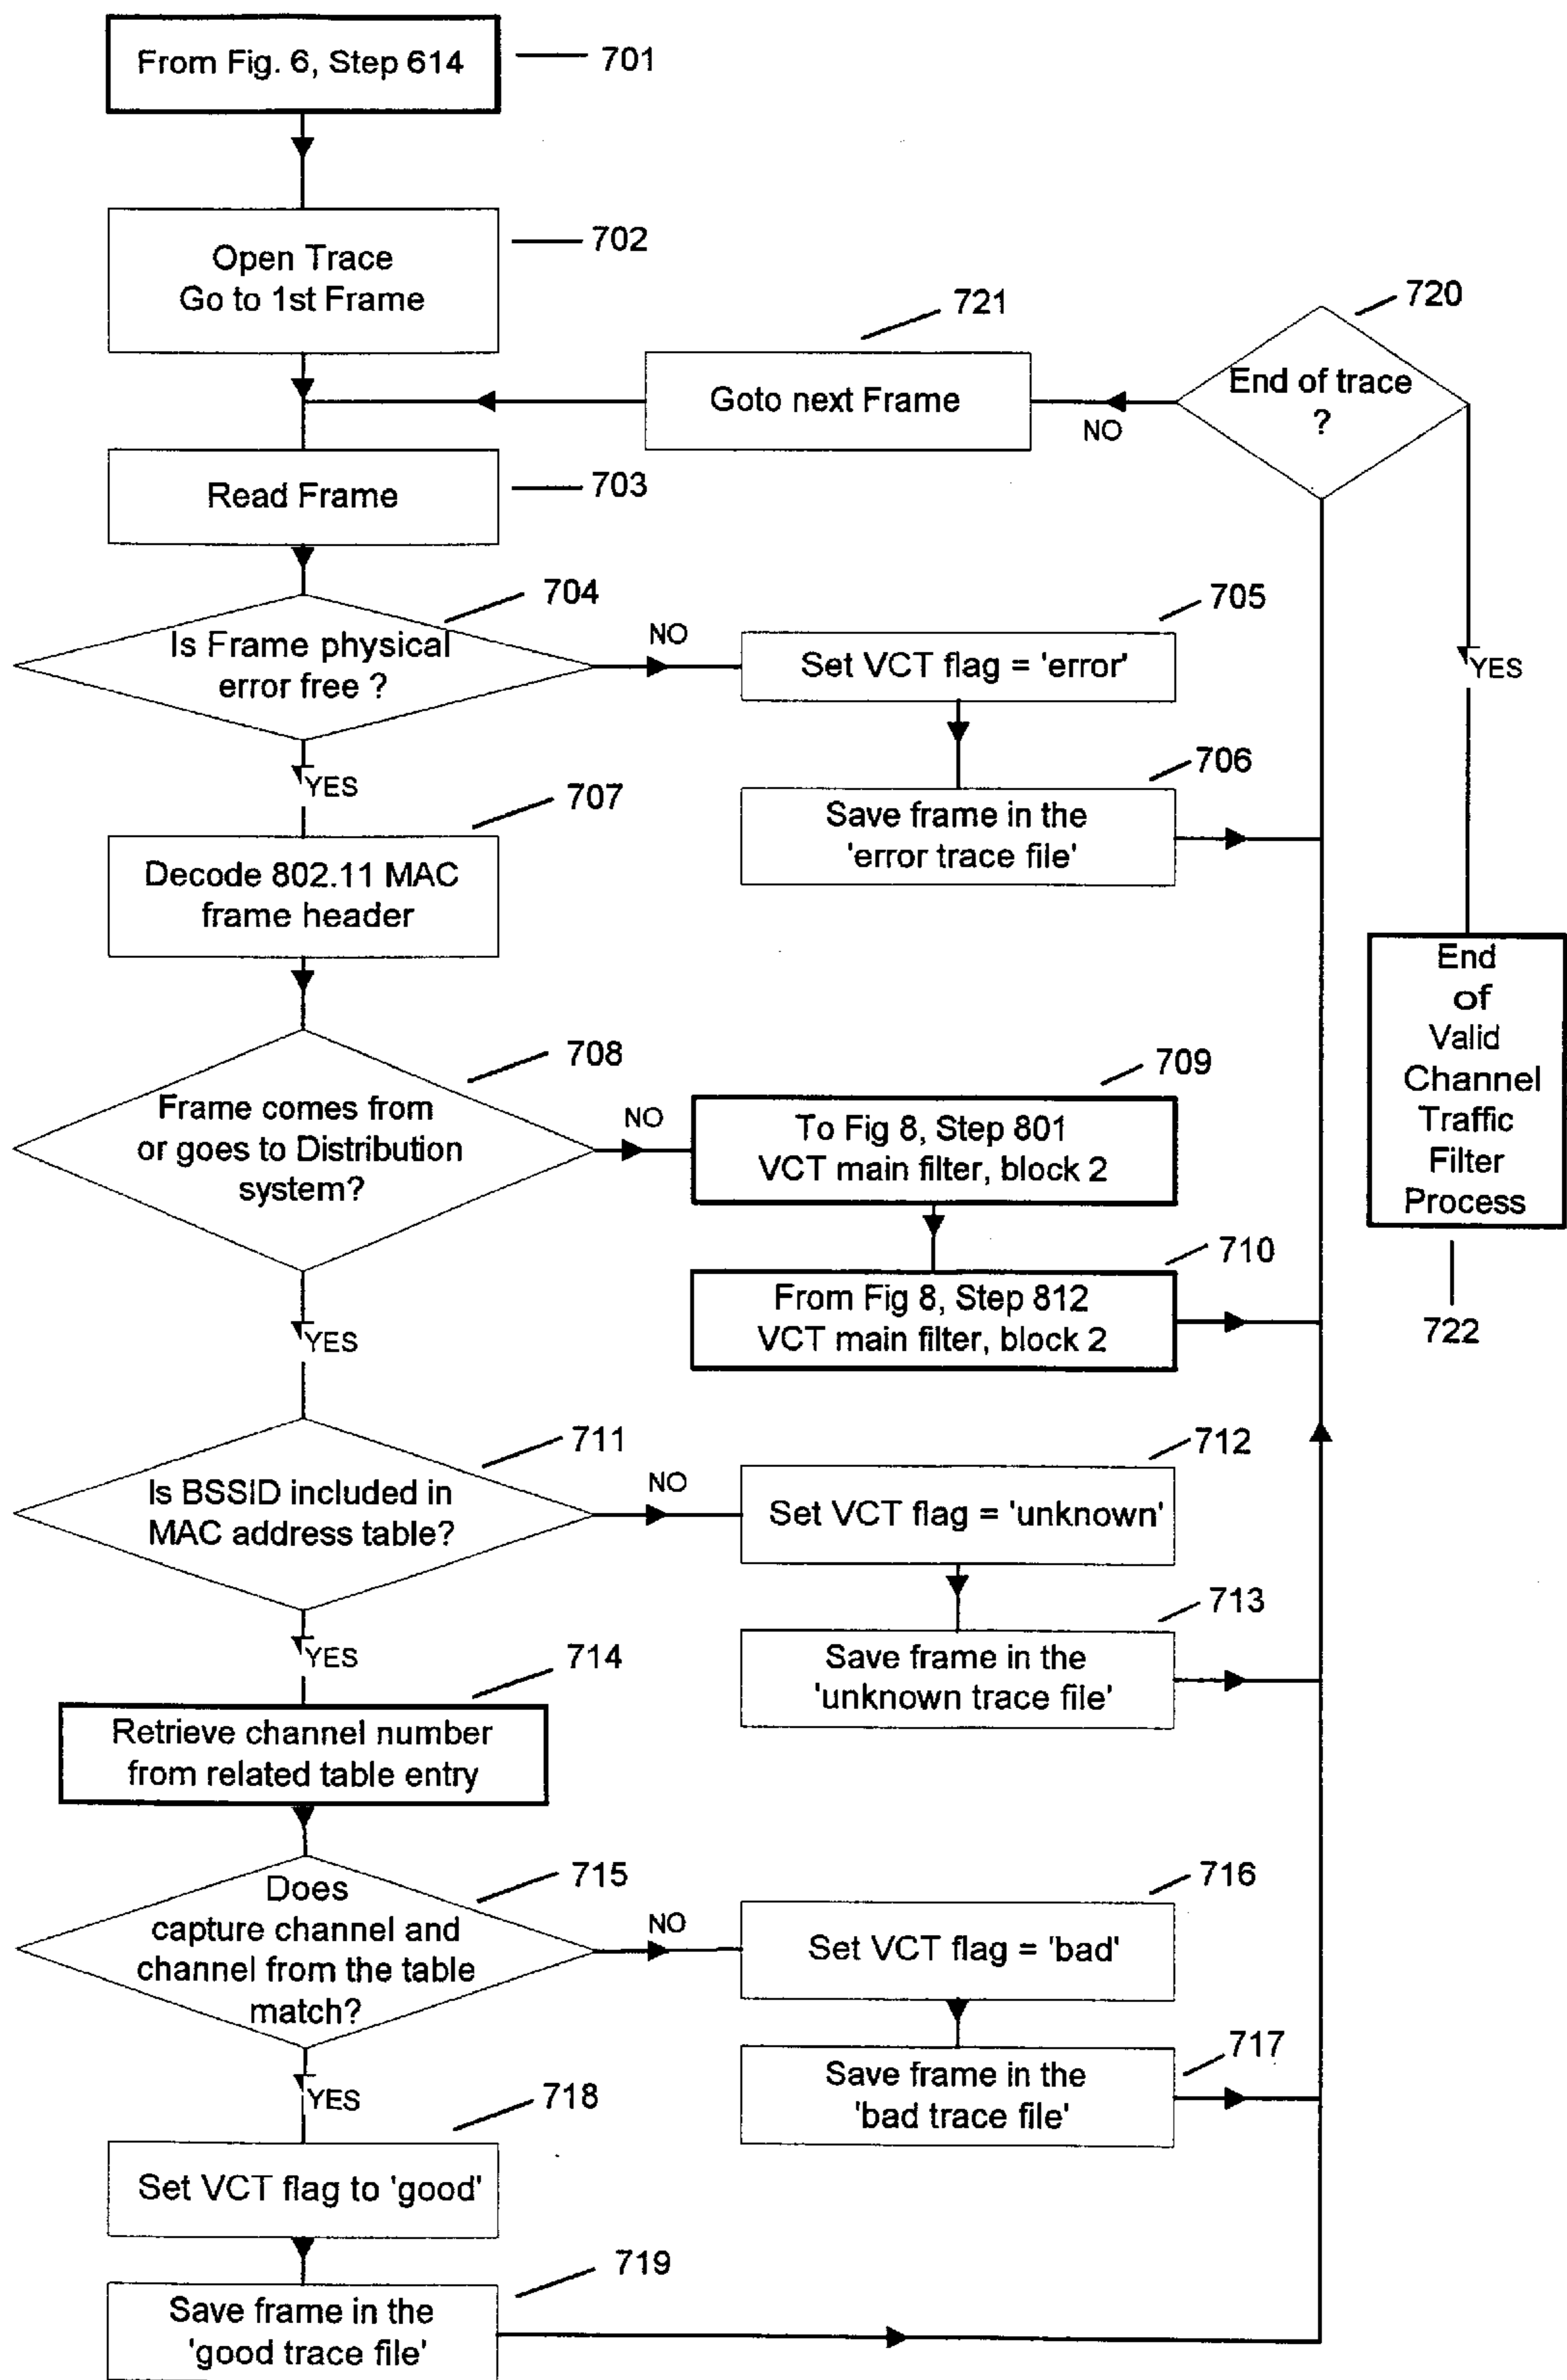 From Fig. 6, Step 614
701
Open Trace
Go to 1st Frame
702
721
Goto next Frame
720
End of trace
?
NO
YES
Read Frame
703
704
Is Frame physical
error free ?
NO
705
Set VCT flag = 'error'
YES
706
Save frame in the
'error trace file'
707
Decode 802.11 MAC
frame header
End
of
Valid
Channel
Traffic
Filter
Process
722
708
Frame comes from
or goes to Distribution
system?
NO
709
To Fig 8, Step 801
VCT main filter, block 2
710
From Fig 8, Step 812
VCT main filter, block 2
YES
711
Is BSSID included in
MAC address table?
NO
712
Set VCT flag = 'unknown'
713
Save frame in the
'unknown trace file'
YES
714
Retrieve channel number
from related table entry
715
Does
capture channel and
channel from the table
match?
NO
716
Set VCT flag = 'bad'
717
Save frame in the
'bad trace file'
YES
718
Set VCT flag to 'good'
719
Save frame in the
'good trace file'